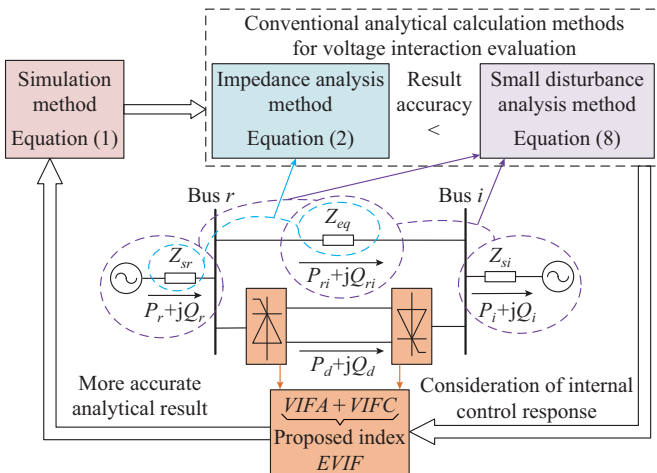 Conventional analytical calculation methods
for voltage interaction evaluation
Simulation
method
Equation (1)
Impedance analysis
method
Equation (2)
Result
accuracy
<
Small disturbance
analysis method
Equation (8)
Bus r
Bus i
Z_eq
Z_sr
Z_si
P_r+jQ_r
P_ri+jQ_ri
P_i+jQ_i
P_d+jQ_d
More accurate
analytical result
Consideration of internal
control response
VIFA + VIFC
Proposed index
EVIF